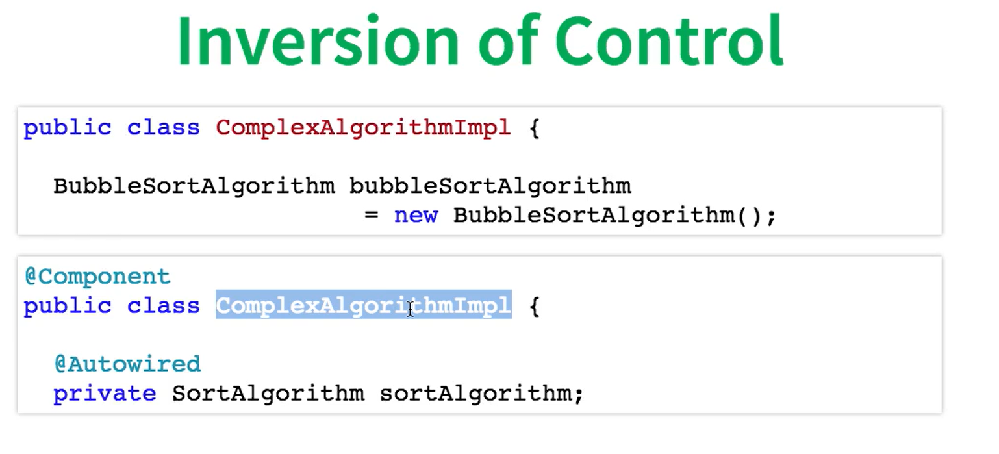 Inversion of Control
public class ComplexAlgorithmImpl {
BubbleSortAlgorithm bubbleSortAlgorithm
= new BubbleSortAlgorithm();
@Component
public class ComplexAlgorithmImpl {
@Autowired
private SortAlgorithm sortAlgorithm;